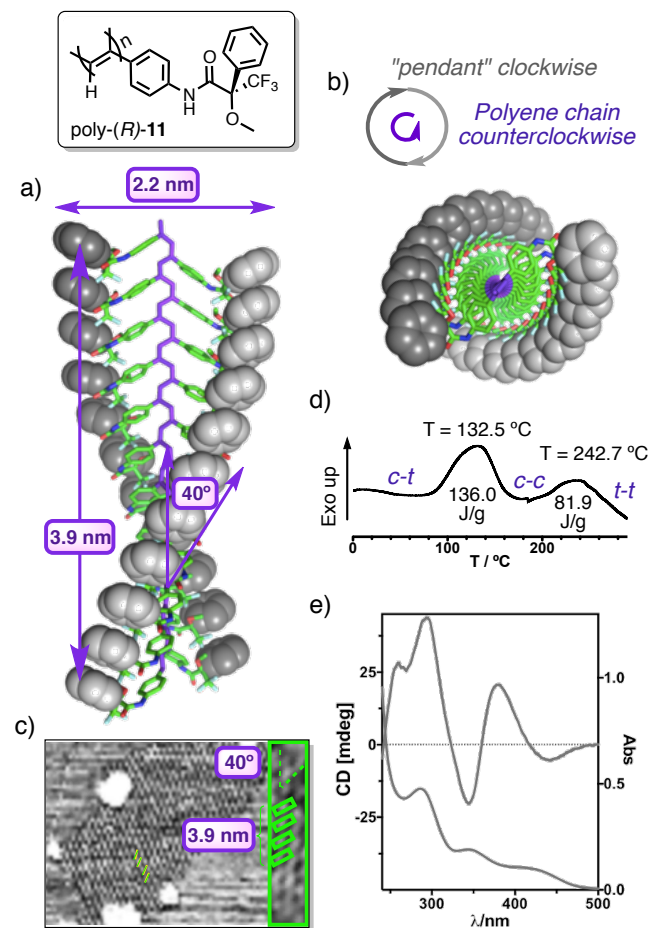 n
H
N
H
O
CF3
O
poly-(R)-11
b)
"pendant" clockwise
Polyene chain
counterclockwise
a)
2.2 nm
40º
3.9 nm
c)
40º
3.9 nm
d)
T = 132.5 ºC
T = 242.7 ºC
c-t
c-c
t-t
136.0
J/g
81.9
J/g
Exo up
0
100
200
T / ºC
e)
25
0
-25
CD [mdeg]
1.0
0.5
0.0
Abs
300
400
500
λ/nm